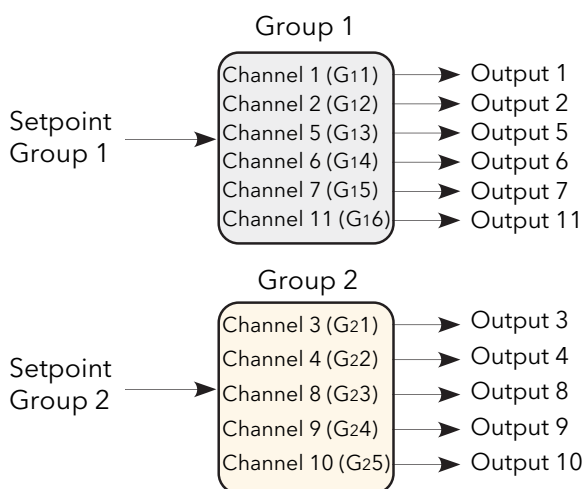 Group 1
Setpoint
Group 1
Channel 1 (G11)
Output 1
Channel 2 (G12)
Output 2
Channel 5 (G13)
Output 5
Channel 6 (G14)
Output 6
Channel 7 (G15)
Output 7
Channel 11 (G16)
Output 11
Group 2
Setpoint
Group 2
Channel 3 (G21)
Output 3
Channel 4 (G22)
Output 4
Channel 8 (G23)
Output 8
Channel 9 (G24)
Output 9
Channel 10 (G25)
Output 10